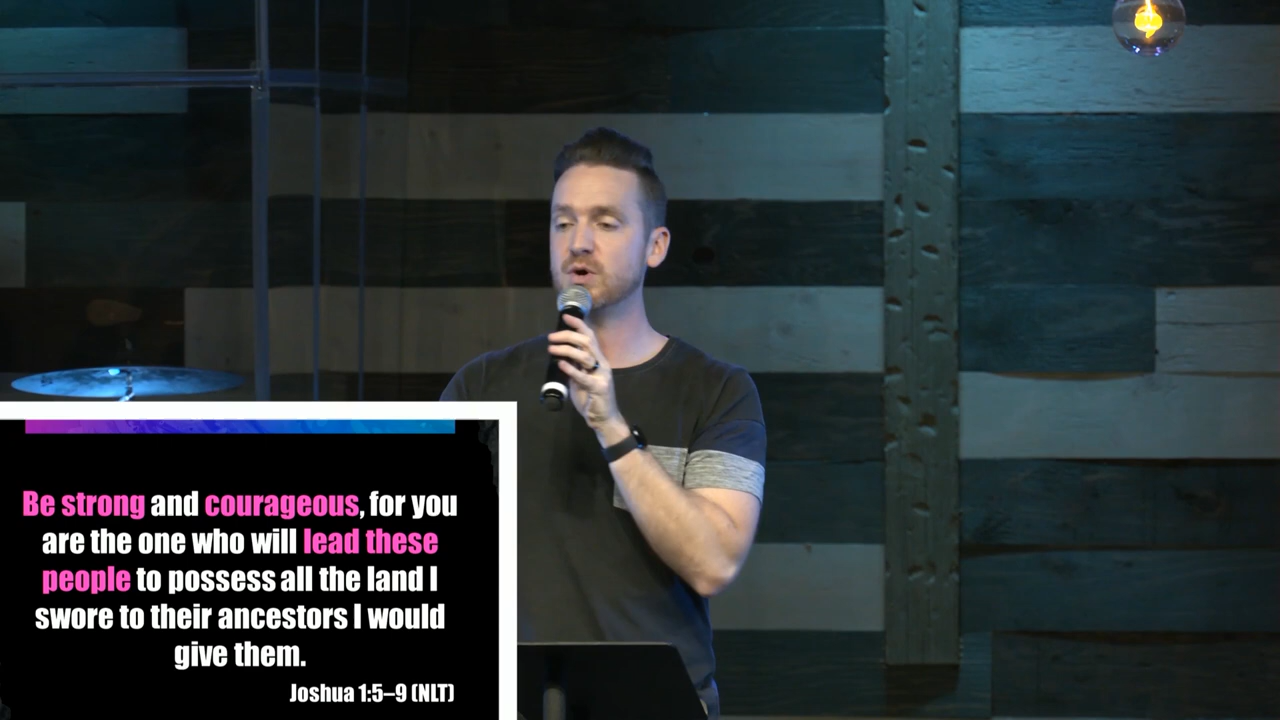 Be strong and courageous, for you
are the one who will lead these
people to possess all the land I
swore to their ancestors I would
give them.
Joshua 1:5–9 (NLT)